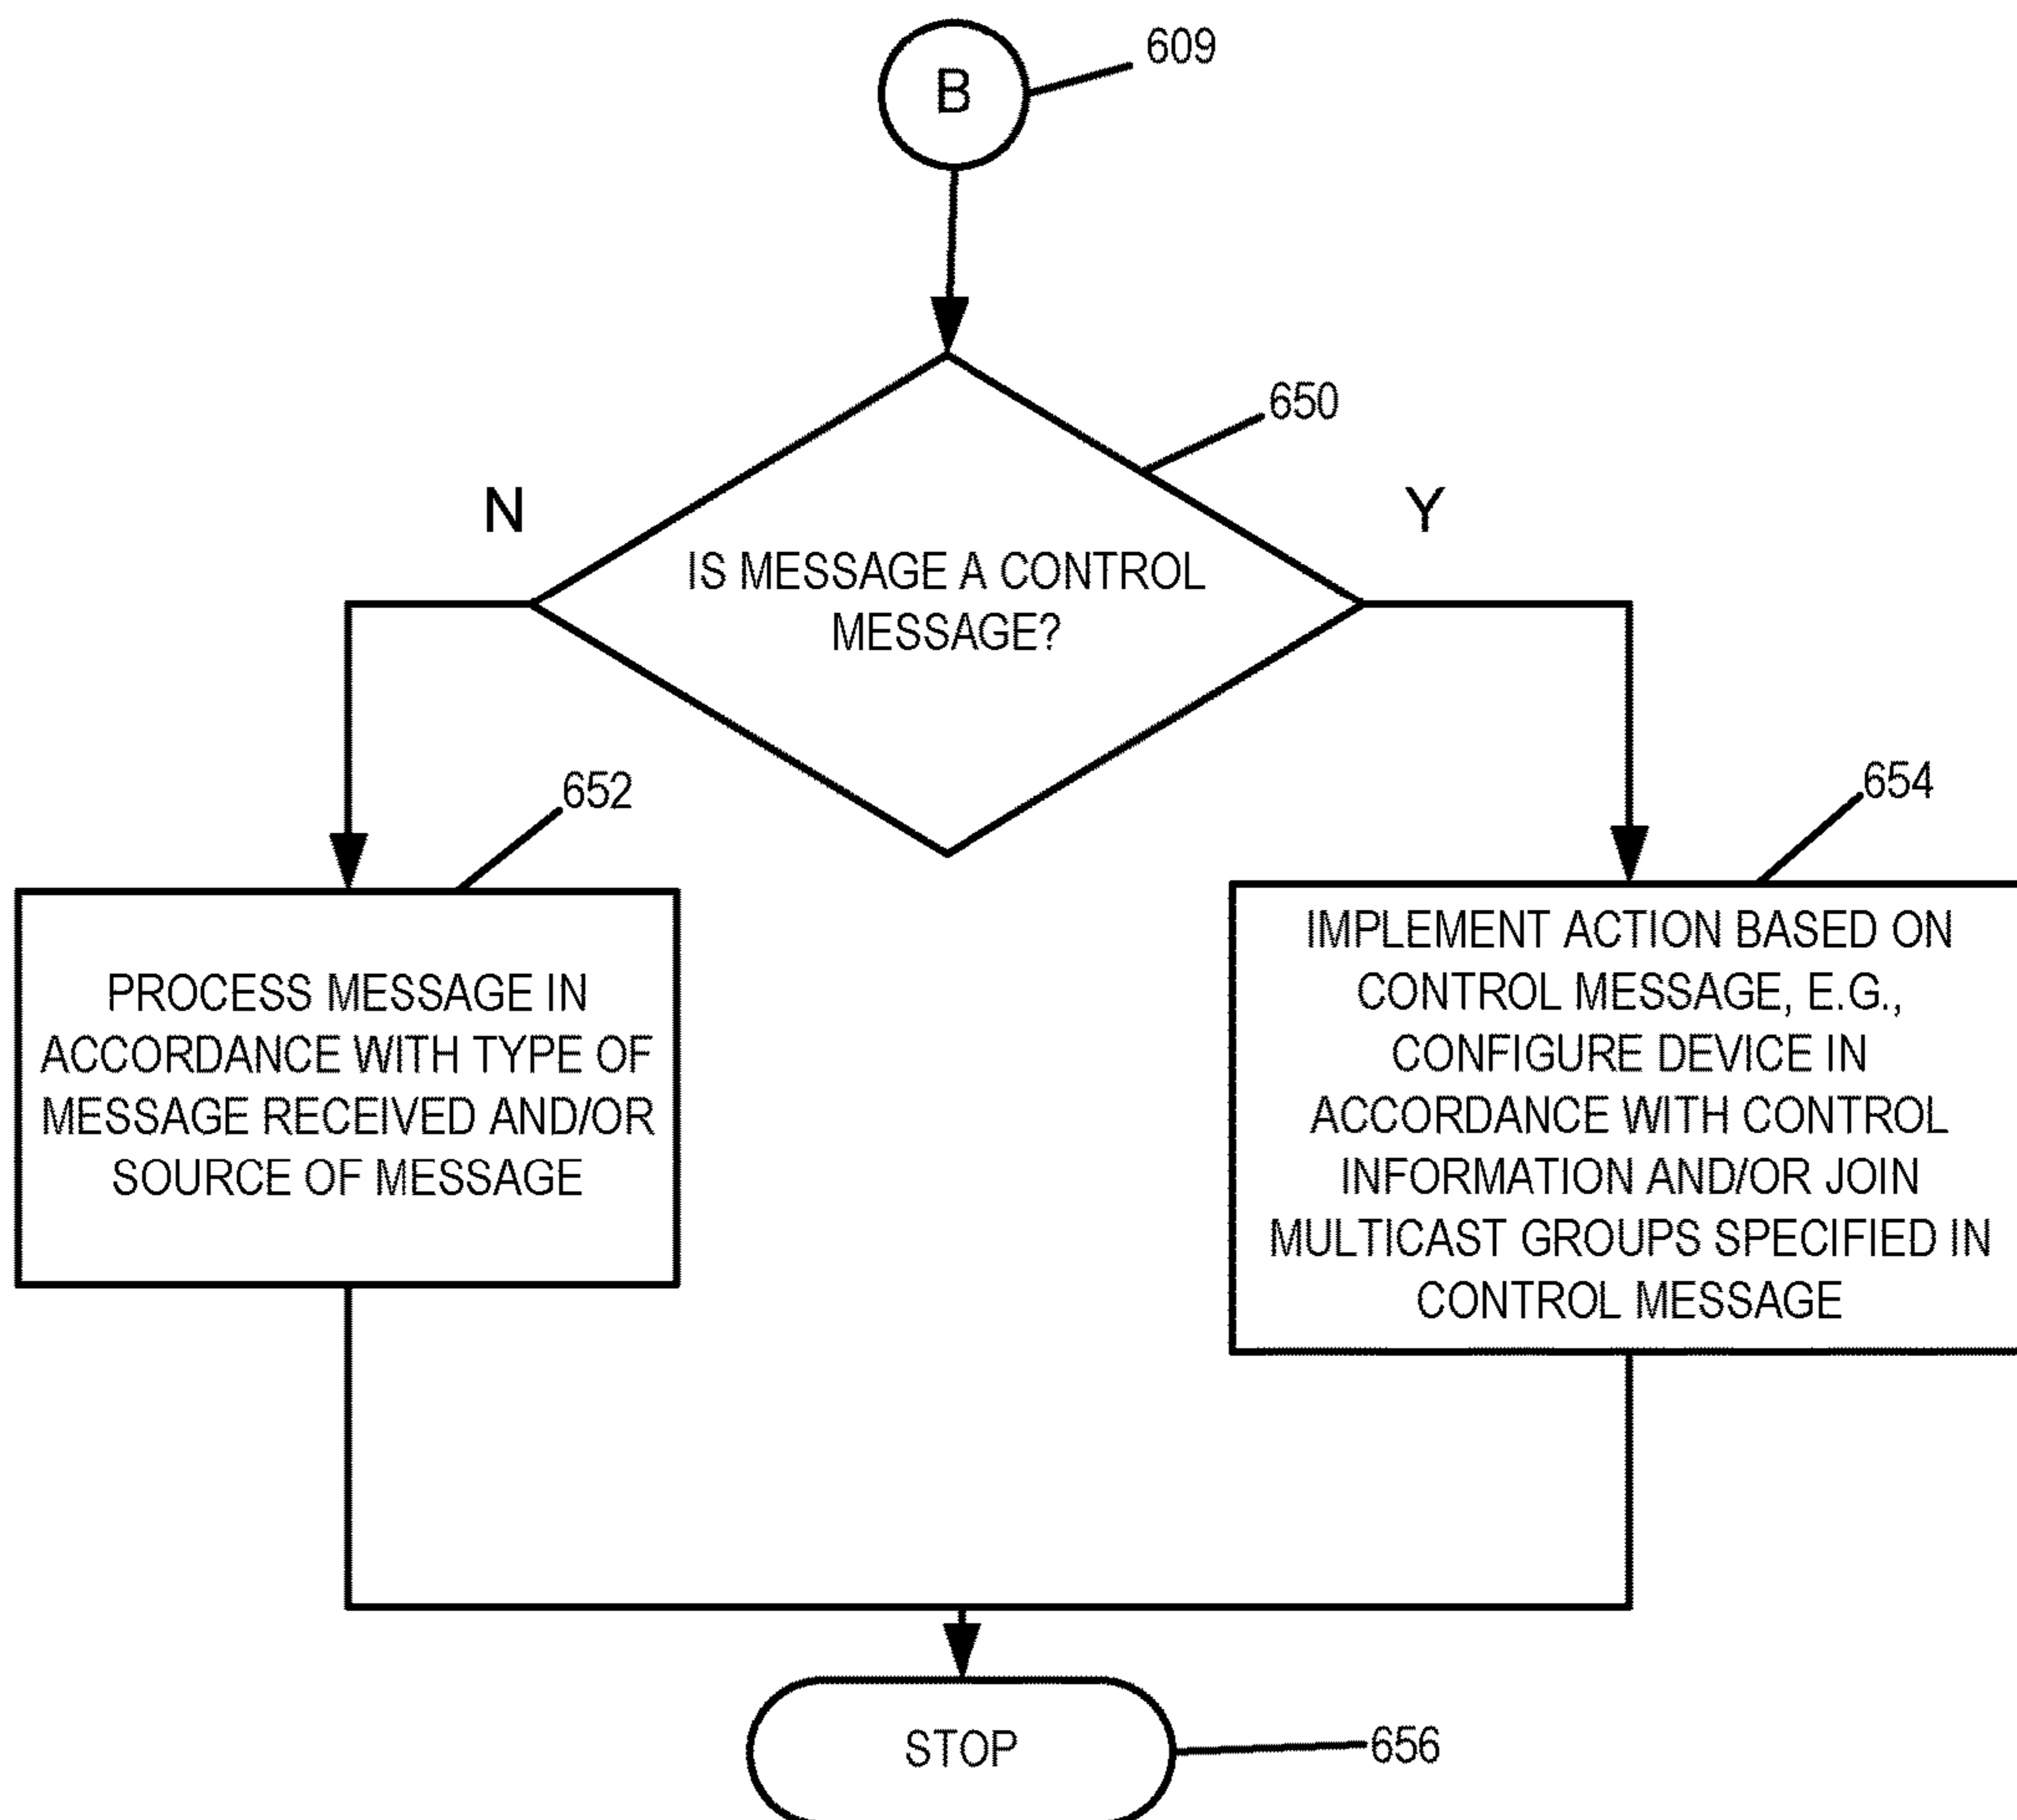 B
609
650
N
Y
IS MESSAGE A CONTROL
MESSAGE?
652
654
PROCESS MESSAGE IN
ACCORDANCE WITH TYPE OF
MESSAGE RECEIVED AND/OR
SOURCE OF MESSAGE
IMPLEMENT ACTION BASED ON
CONTROL MESSAGE, E.G.,
CONFIGURE DEVICE IN
ACCORDANCE WITH CONTROL
INFORMATION AND/OR JOIN
MULTICAST GROUPS SPECIFIED IN
CONTROL MESSAGE
STOP
656